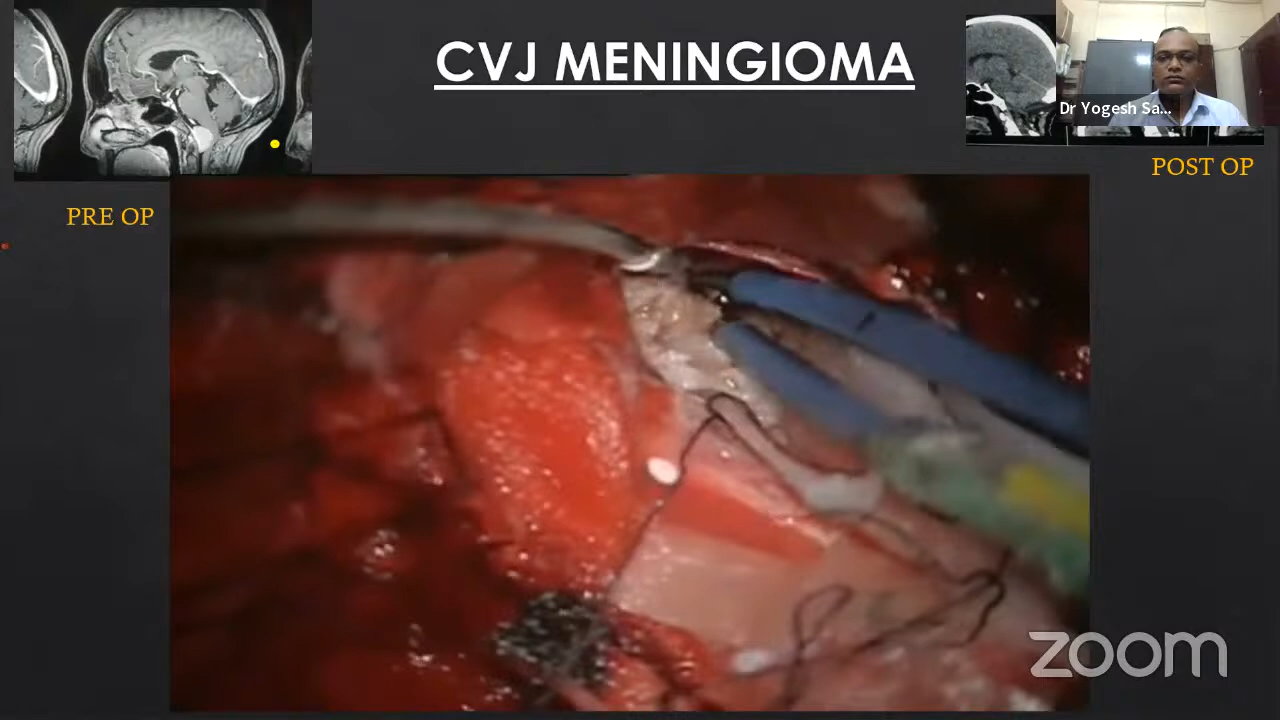 CVJ MENINGIOMA
Dr Yogesh Sa...
POST OP
PRE OP
zoom